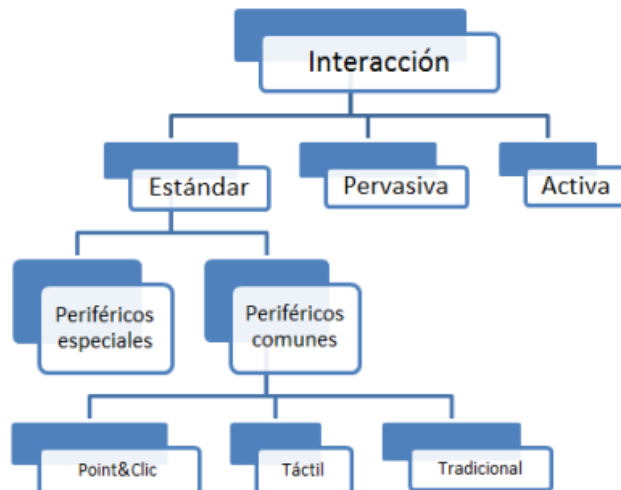 Interacción
Estándar
Pervasiva
Activa
Periféricos
especiales
Periféricos
comunes
Point&Clic
Táctil
Tradicional